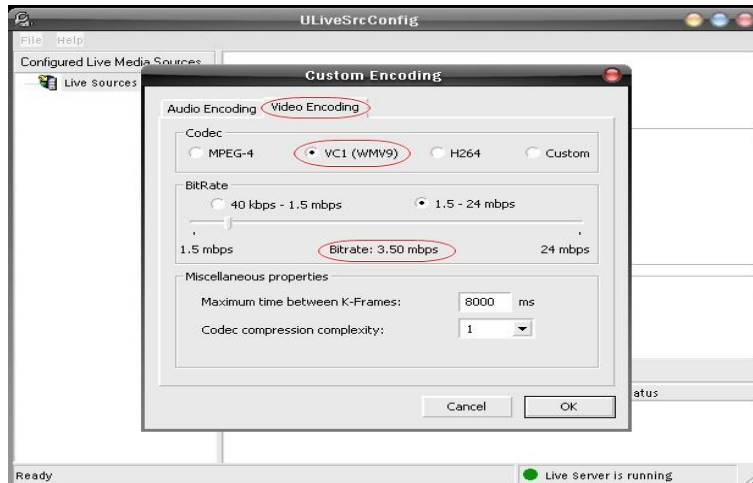 ULiveSrcConfig
File Help
Configured Live Media Sources
Live Sources
Custom Encoding
Audio Encoding Video Encoding
Codec
MPEG-4 VC1 (WMV9) H264 Custom
BitRate
40 kbps - 1.5 mbps 1.5 - 24 mbps
1.5 mbps Bitrate: 3.50 mbps 24 mbps
Miscellaneous properties
Maximum time between K-Frames: 8000 ms
Codec compression complexity: 1
atus
Cancel OK
Ready Live Server is running